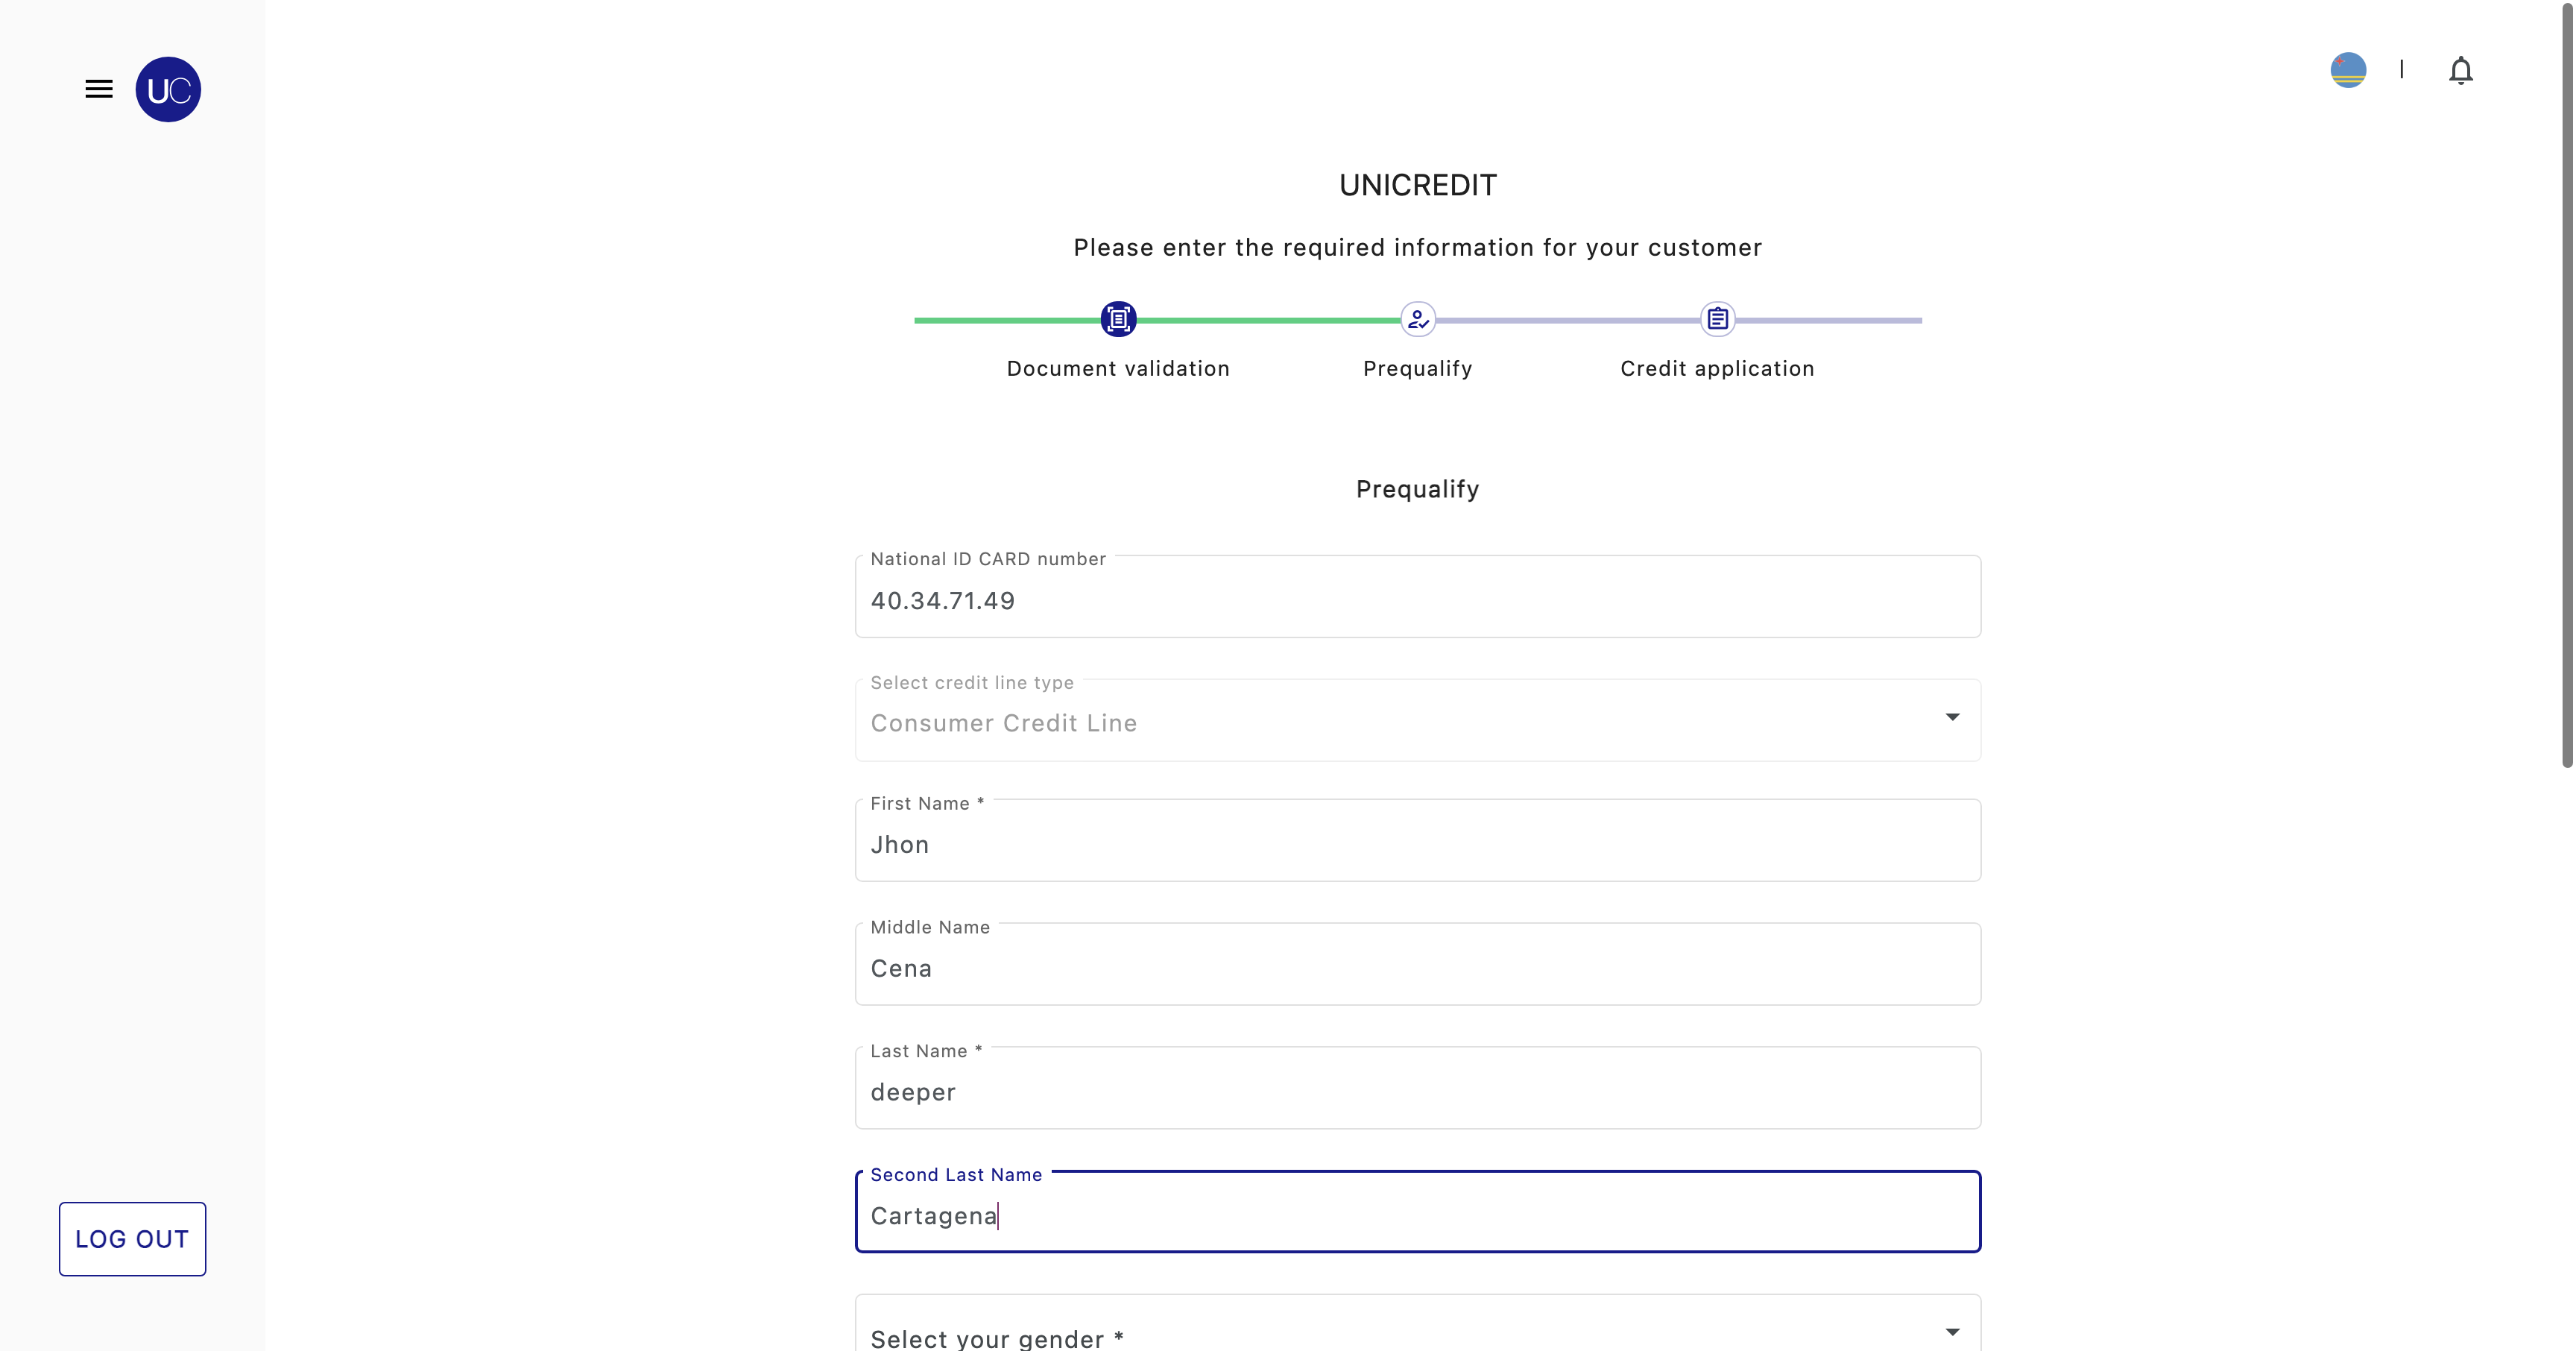 UC
UNICREDIT
Please enter the required information for your customer
Document validation
Prequalify
Credit application
Prequalify
National ID CARD number
40.34.71.49
Select credit line type
Consumer Credit Line
First Name *
Jhon
Middle Name
Cena
Last Name *
deeper
Second Last Name
Cartagena
LOG OUT
Select your gender *